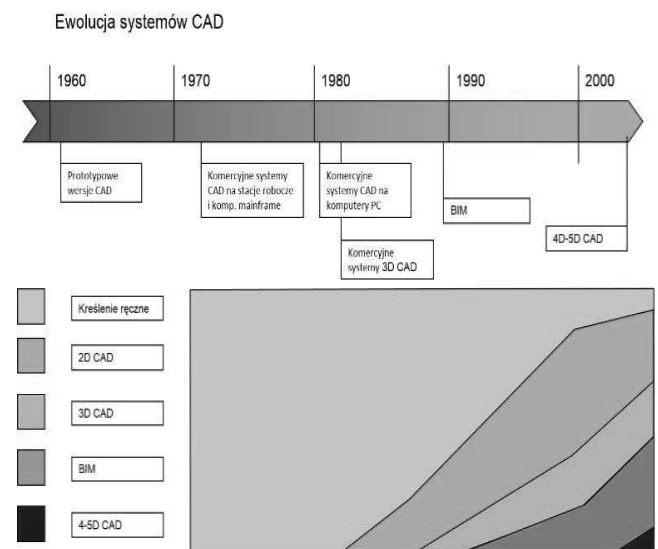 Ewolucja systemów CAD
1960
1970
1980
1990
2000
Prototypowe
wersje CAD
Komercyjne systemy
CAD na stacje robocze
i komp. mainframe
Komercyjne
systemy CAD na
komputery PC
BIM
4D-5D CAD
Komercyjne
systemy 3D CAD
Kreślenie ręczne
2D CAD
3D CAD
BIM
4-5D CAD